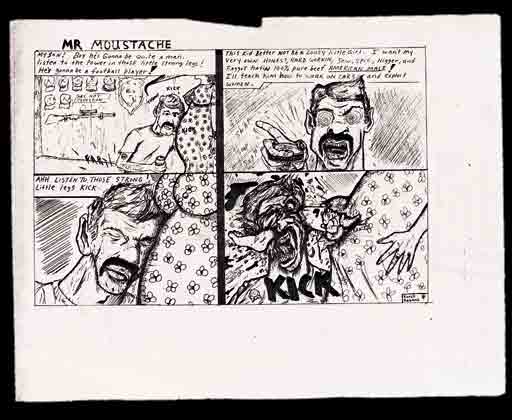 MR MOUSTACHE
MY SON! Boy he's Gonna be quite a man.
listen to the Power in those little strong legs!
He's gonna be a football player!
KICK
KICK
This Kid Better Not Be a Lousy little Girl. I want my
very own Honest, HARD WORKIN, Jew, Spic, Nigger, and
Faggot hatin 100% pure beef AMERICAN MALE!
I'll teach him how to WORK ON CARS and exploit
women.
AHH LISTEN TO THOSE STRONG
Little legs KICK.
KICK